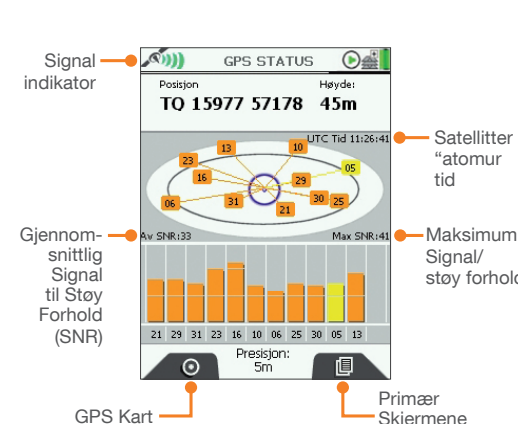 Signal
indikator
GPS STATUS
Posisjon
Høyde:
TQ 15977 57178
45m
UTC Tid 11:26:41
Satellitter
“atomur
tid
13
10
23
05
16
29
06
31
30
25
21
Gjennom-
snittlig
Signal
til Støy
Forhold
(SNR)
Av SNR:33
Max SNR:41
Maksimum
Signal/
støy forhold
21 29 31 23 16 10 06 25 30 05 13
Presisjon:
5m
GPS Kart
Primær
Skjermene